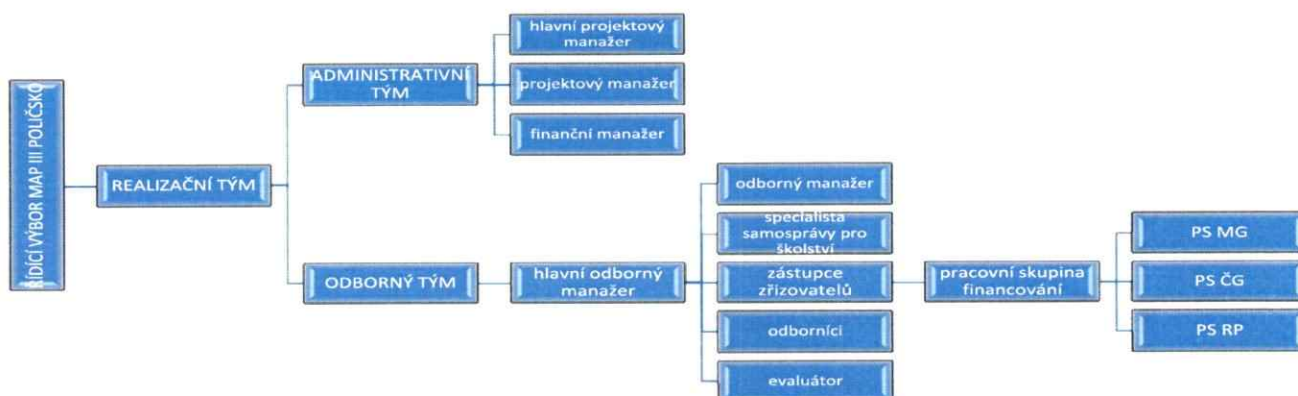 ŘÍDÍCÍ VÝBOR MAP III POLIČSKO
REALIZAČNÍ TÝM
ADMINISTRATIVNÍ
TÝM
hlavní projektový
manažer
projektový manažer
finanční manažer
ODBORNÝ TÝM
hlavní odborný
manažer
odborný manažer
specialista
samosprávy pro
školství
zástupce
zřizovatelů
odborníci
evaluátor
pracovní skupina
financování
PS MG
PS ČG
PS RP